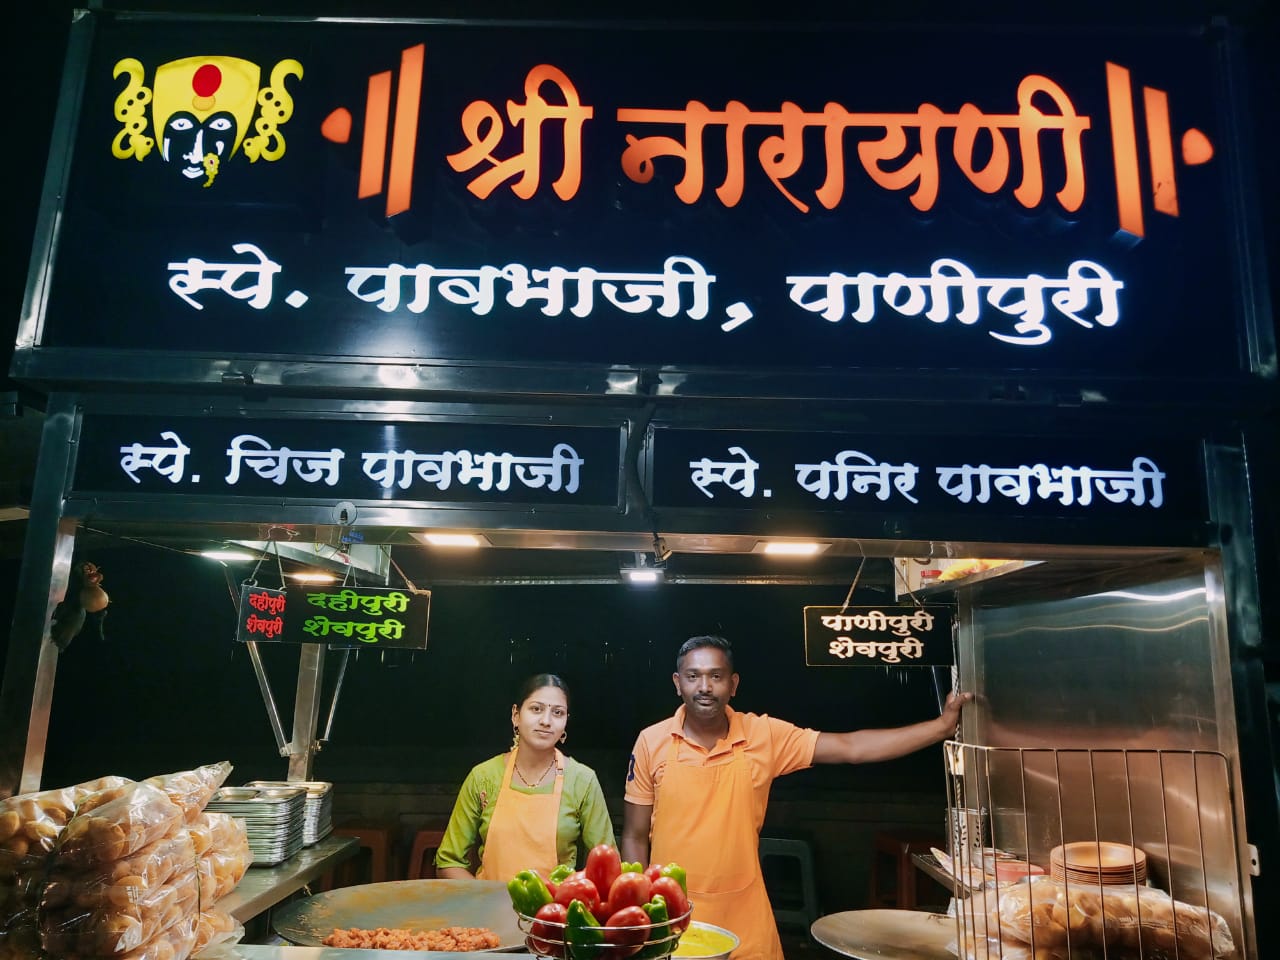 श्री नारायणी
स्पे. पावभाजी, पाणीपुरी
स्पे. चिज पावभाजी
स्पे. पनिर पावभाजी
दहीपुरी दहीपुरी
शेवपुरी शेवपुरी
पाणीपुरी
शेवपुरी